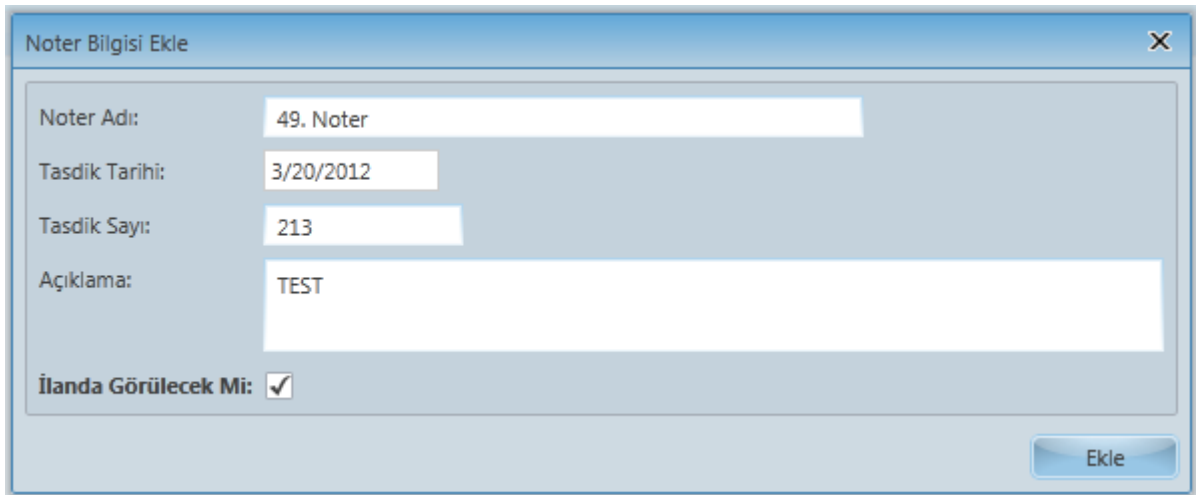 Noter Bilgisi Ekle
Noter Adı: 49. Noter
Tasdik Tarihi: 3/20/2012
Tasdik Sayı: 213
Açıklama: TEST
İlanda Görülecek Mi:
Ekle